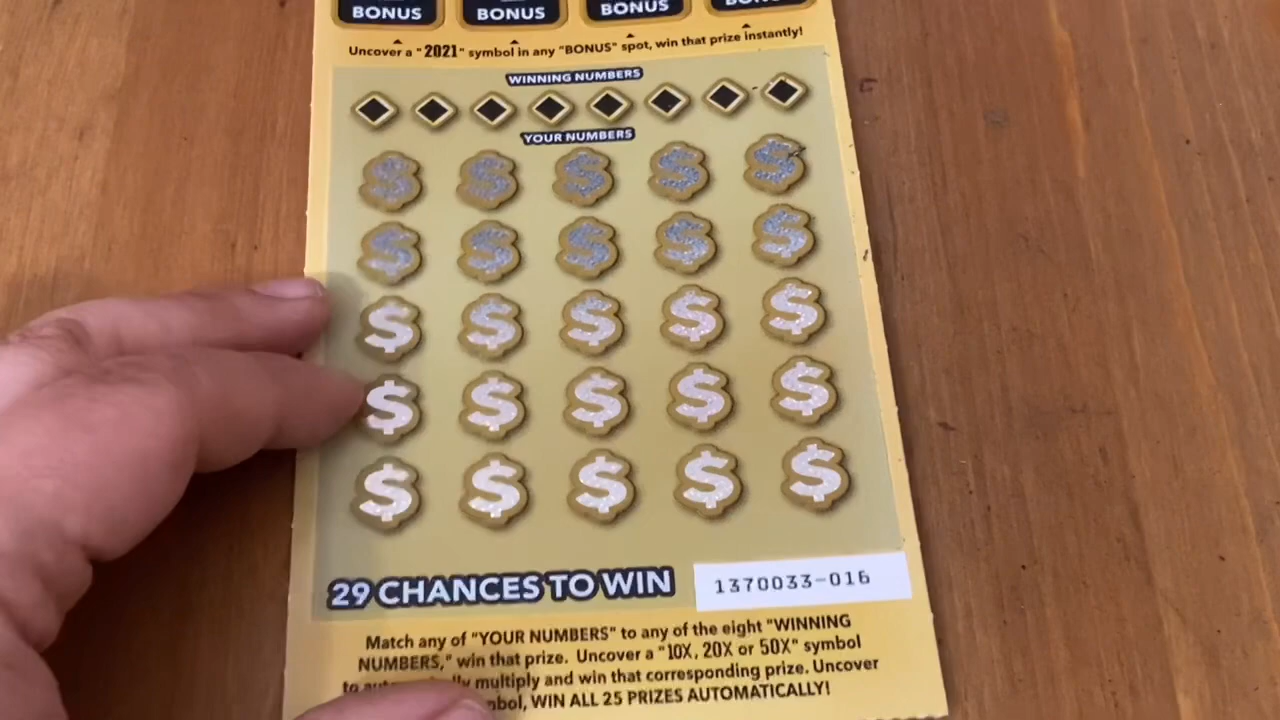 BONUS BONUS BONUS
Uncover a "2021" symbol in any "BONUS" spot, win that prize instantly!
WINNING NUMBERS
YOUR NUMBERS
$ $ $ $ $
$ $ $ $ $
$ $ $ $ $
$ $ $ $ $
$ $ $ $ $
29 CHANCES TO WIN 1370033-016
Match any of "YOUR NUMBERS" to any of the eight "WINNING
NUMBERS," win that prize. Uncover a "10X, 20X or 50X" symbol
to multiply and win that corresponding prize. Uncover
WIN ALL 25 PRIZES AUTOMATICALLY!